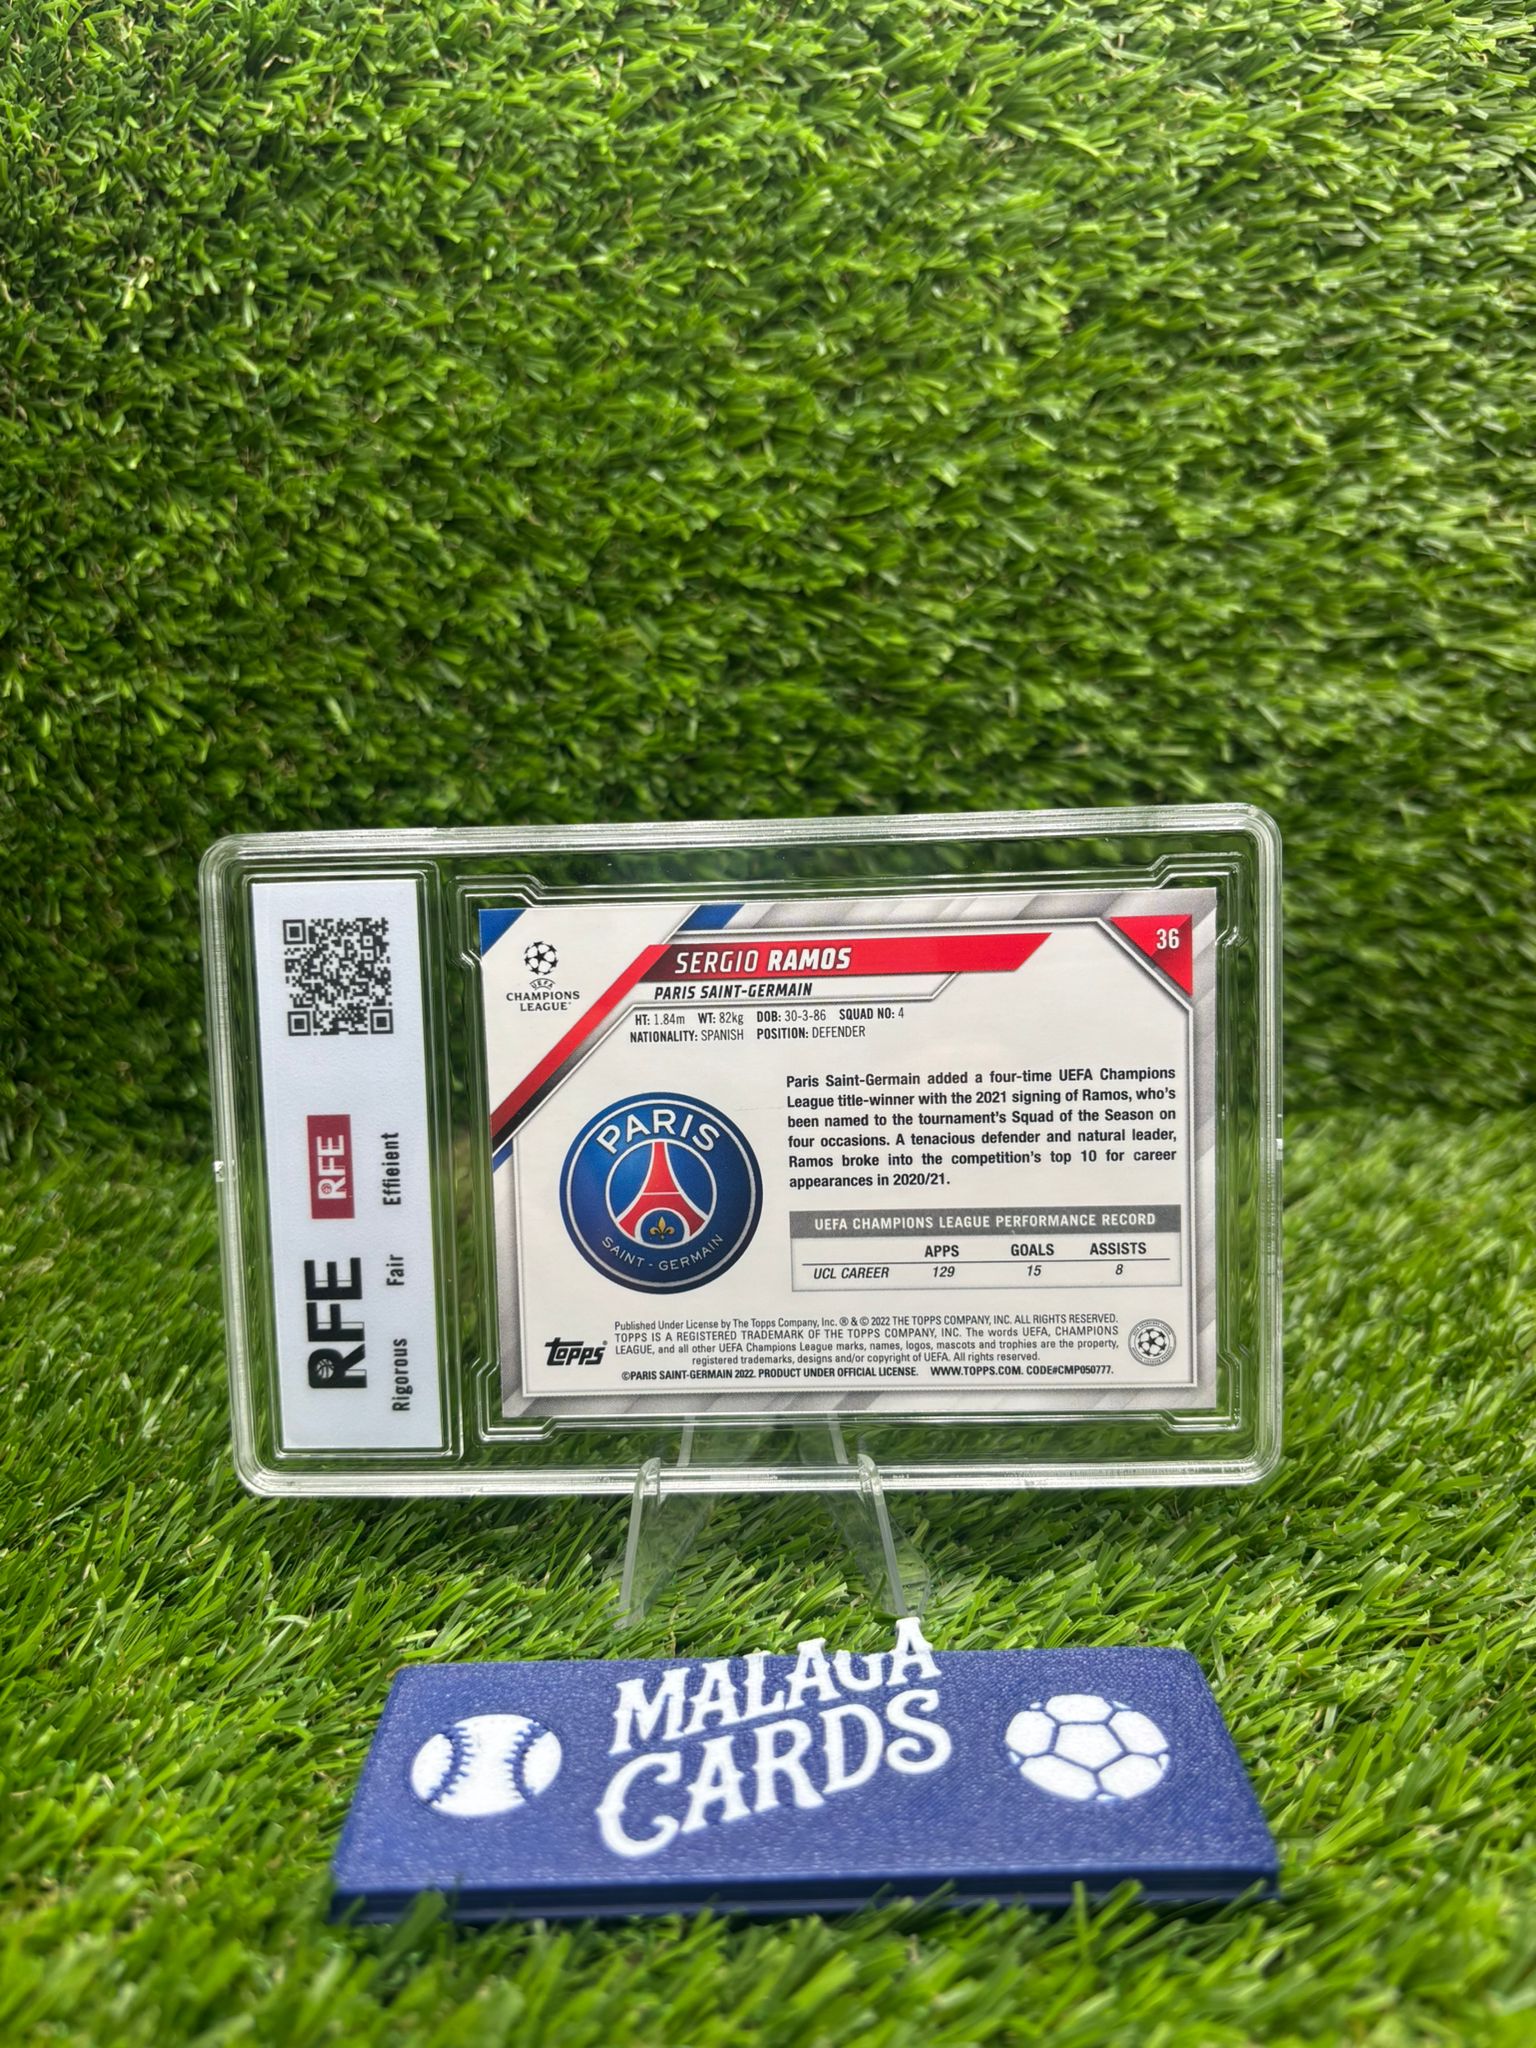 RFE
RFE
Rigorous Fair Effieient
UEFA
CHAMPIONS
LEAGUE
SERGIO RAMOS
36
PARIS SAINT-GERMAIN
HT: 1.84m WT: 82kg DOB: 30-3-86 SQUAD NO: 4
NATIONALITY: SPANISH POSITION: DEFENDER
Paris Saint-Germain added a four-time UEFA Champions
League title-winner with the 2021 signing of Ramos, who's
been named to the tournament's Squad of the Season on
four occasions. A tenacious defender and natural leader,
Ramos broke into the competition's top 10 for career
appearances in 2020/21.
PARIS
SAINT-GERMAIN
UEFA CHAMPIONS LEAGUE PERFORMANCE RECORD
APPS GOALS ASSISTS
UCL CAREER 129 15 8
topps®
Published Under License by The Topps Company, Inc. ® & © 2022 THE TOPPS COMPANY, INC. ALL RIGHTS RESERVED.
TOPPS IS A REGISTERED TRADEMARK OF THE TOPPS COMPANY, INC. The words UEFA, CHAMPIONS
LEAGUE, and all other UEFA Champions League marks, names, logos, mascots and trophies are the property,
registered trademarks, designs and/or copyright of UEFA. All rights reserved.
©PARIS SAINT-GERMAIN 2022. PRODUCT UNDER OFFICIAL LICENSE. WWW.TOPPS.COM. CODE#CMP050777.
MALAGA
CARDS